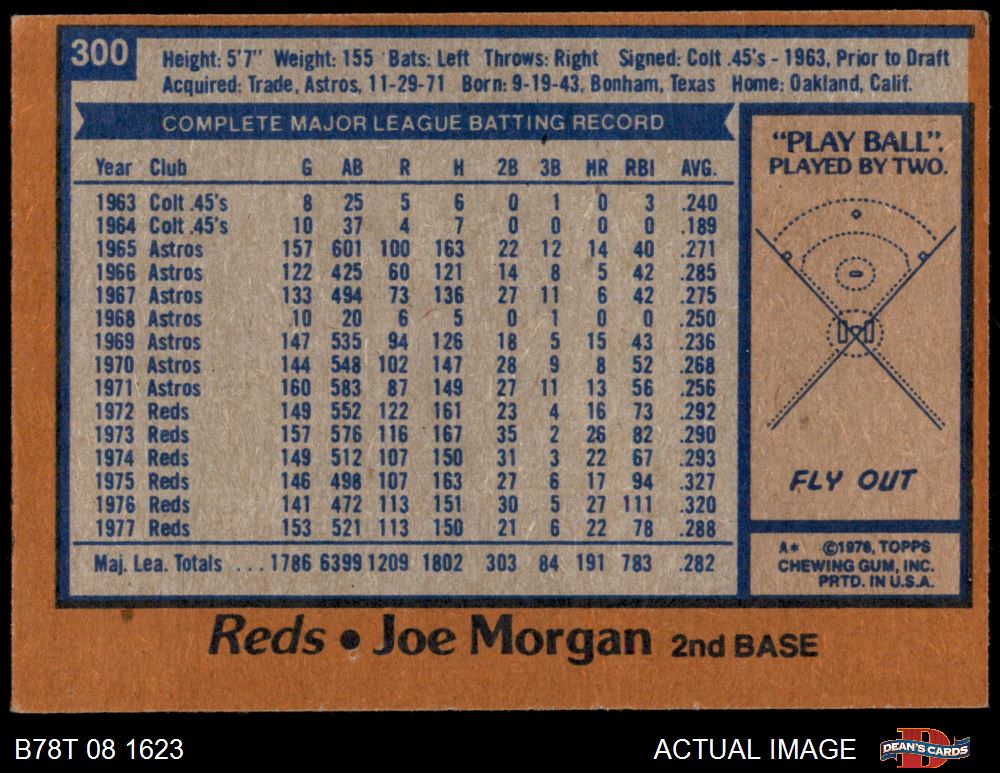 300
Height: 5'7" Weight: 155 Bats: Left Throws: Right Signed: Colt .45's - 1963, Prior to Draft
Acquired: Trade, Astros, 11-29-71 Born: 9-19-43, Bonham, Texas Home: Oakland, Calif.
COMPLETE MAJOR LEAGUE BATTING RECORD
Year Club G AB R H 2B 3B HR RBI AVG.
1963 Colt .45's 8 25 5 6 0 1 0 3 .240
1964 Colt .45's 10 37 4 7 0 0 0 0 .189
1965 Astros 157 601 100 163 22 12 14 40 .271
1966 Astros 122 425 60 121 14 8 5 42 .285
1967 Astros 133 494 73 136 27 11 6 42 .275
1968 Astros 10 20 6 5 0 1 0 0 .250
1969 Astros 147 535 94 126 18 5 15 43 .236
1970 Astros 144 548 102 147 28 9 8 52 .268
1971 Astros 160 583 87 149 27 11 13 56 .256
1972 Reds 149 552 122 161 23 4 16 73 .292
1973 Reds 157 576 116 167 35 2 26 82 .290
1974 Reds 149 512 107 150 31 3 22 67 .293
1975 Reds 146 498 107 163 27 6 17 94 .327
1976 Reds 141 472 113 151 30 5 27 111 .320
1977 Reds 153 521 113 150 21 6 22 78 .288
Maj. Lea. Totals ... 1786 6399 1209 1802 303 84 191 783 .282
"PLAY BALL".
PLAYED BY TWO.
FLY OUT
A* ©1978, TOPPS
CHEWING GUM, INC.
PRTD. IN U.S.A.
Reds • Joe Morgan 2nd BASE
B78T 08 1623
ACTUAL IMAGE
DEAN'S CARDS